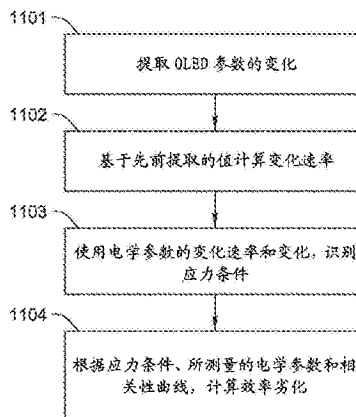 1101
提取 OLED 参数的变化
1102
基于先前提取的值计算变化速率
1103
使用电学参数的变化速率和变化，识别
应力条件
1104
根据应力条件、所测量的电学参数和相
关性曲线，计算效率劣化